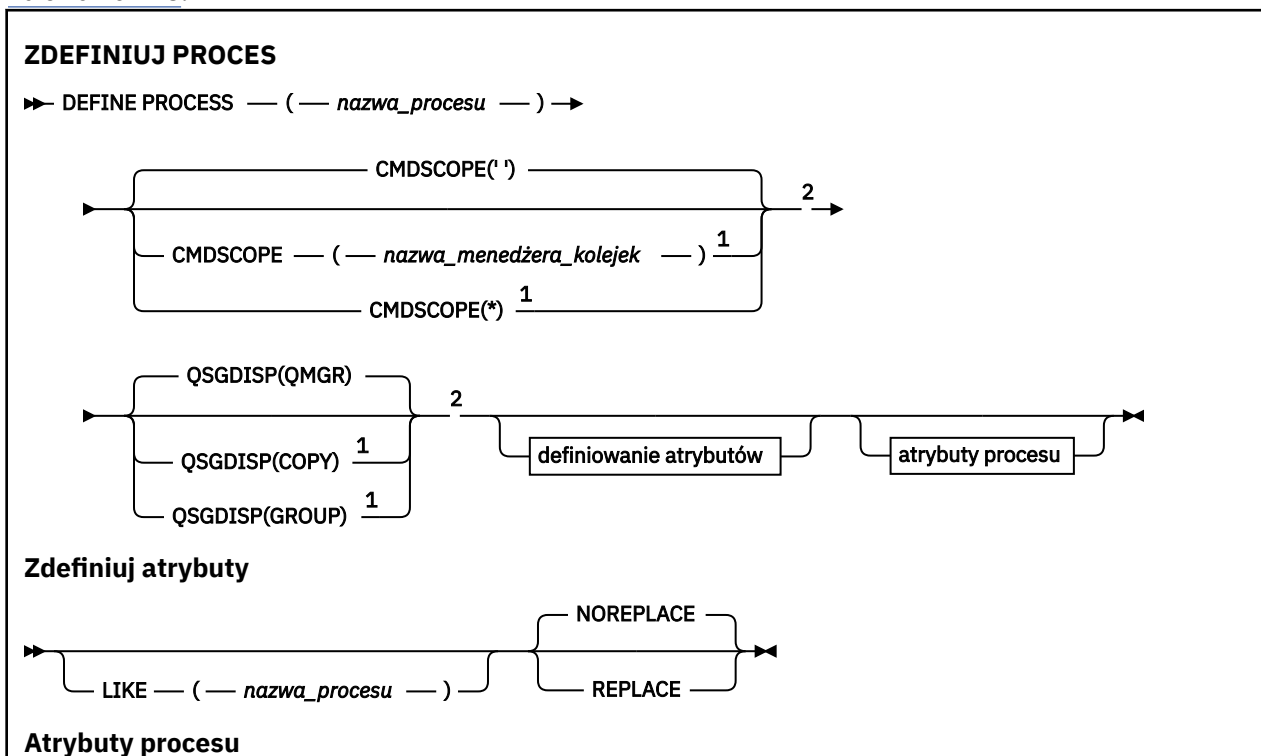 ZDEFINIUJ PROCES
DEFINE PROCESS ( nazwa_procesu )
CMDSCOPE(' ')
2
CMDSCOPE ( nazwa_menedżera_kolejek ) 1
CMDSCOPE(*) 1
QSGDISP(QMGR)
2
QSGDISP(COPY) 1
definiowanie atrybutów atrybuty procesu
QSGDISP(GROUP) 1
Zdefiniuj atrybuty
NOREPLACE
LIKE ( nazwa_procesu ) REPLACE
Atrybuty procesu